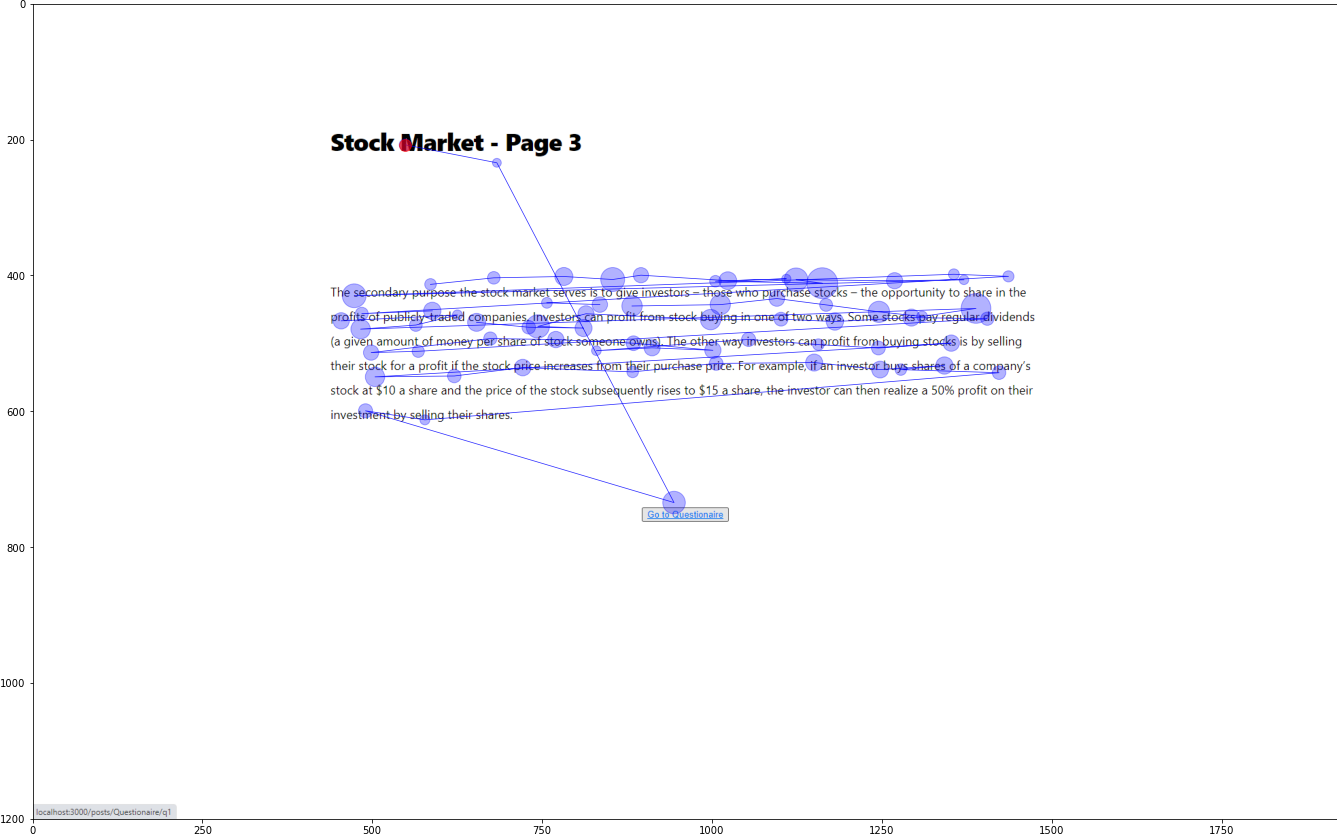 0
200
Stock Market - Page 3
400
The secondary purpose the stock market serves is to give investors – those who purchase stocks – the opportunity to share in the
profits of publicly-traded companies. Investors can profit from stock buying in one of two ways. Some stocks pay regular dividends
(a given amount of money per share of stock someone owns). The other way investors can profit from buying stocks is by selling
their stock for a profit if the stock price increases from their purchase price. For example, if an investor buys shares of a company's
stock at $10 a share and the price of the stock subsequently rises to $15 a share, the investor can then realize a 50% profit on their
600
investment by selling their shares.
Go to Questionaire
800
1000
localhost:3000/posts/Questionaire/q1
1200
0 250 500 750 1000 1250 1500 1750